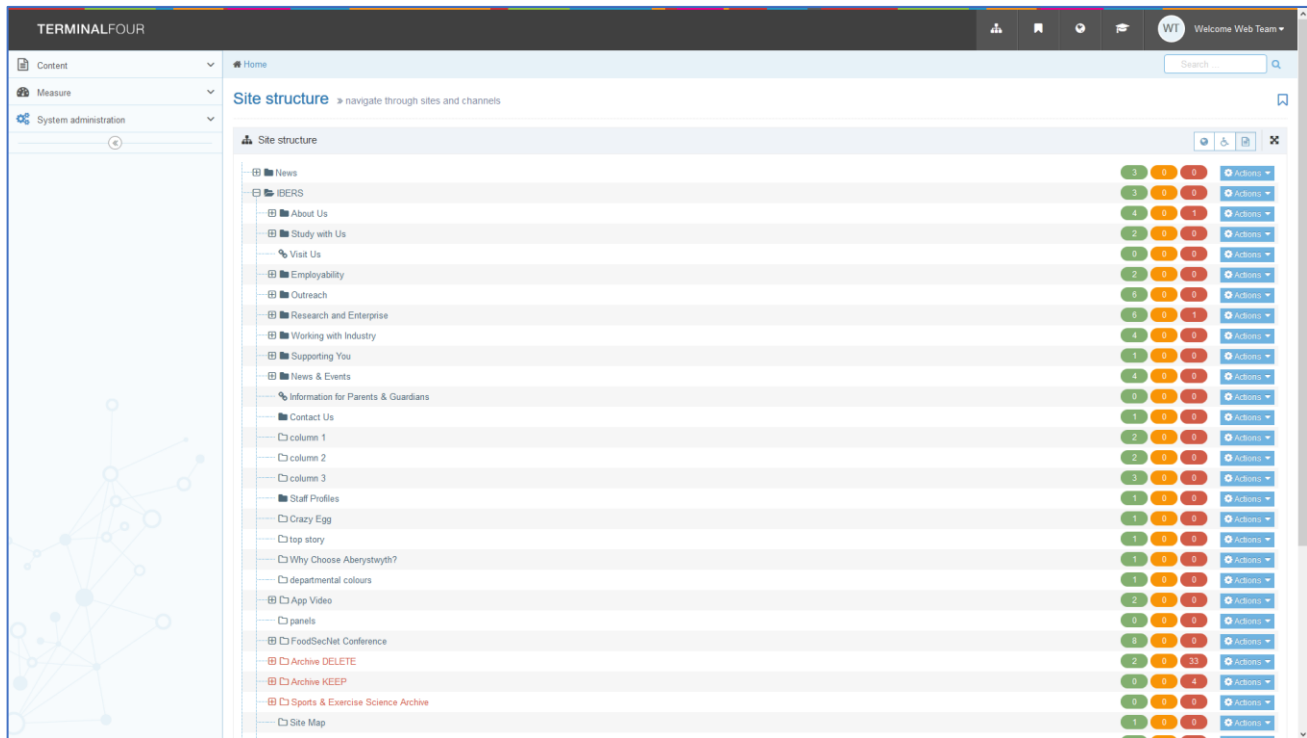 TERMINALFOUR
WT Welcome Web Team
Content
Measure
System administration
Home
Search ...
Site structure » navigate through sites and channels
Site structure
News 3 0 0 Actions
IBERS 3 0 0 Actions
About Us 4 0 1 Actions
Study with Us 2 0 0 Actions
Visit Us 0 0 0 Actions
Employability 2 0 0 Actions
Outreach 6 0 0 Actions
Research and Enterprise 6 0 1 Actions
Working with Industry 4 0 0 Actions
Supporting You 1 0 0 Actions
News & Events 4 0 0 Actions
Information for Parents & Guardians 0 0 0 Actions
Contact Us 1 0 0 Actions
column 1 2 0 0 Actions
column 2 2 0 0 Actions
column 3 3 0 0 Actions
Staff Profiles 1 0 0 Actions
Crazy Egg 1 0 0 Actions
top story 1 0 0 Actions
Why Choose Aberystwyth? 1 0 0 Actions
departmental colours 1 0 0 Actions
App Video 2 0 0 Actions
panels 0 0 0 Actions
FoodSecNet Conference 8 0 0 Actions
Archive DELETE 2 0 33 Actions
Archive KEEP 0 0 4 Actions
Sports & Exercise Science Archive 0 0 0 Actions
Site Map 1 0 0 Actions